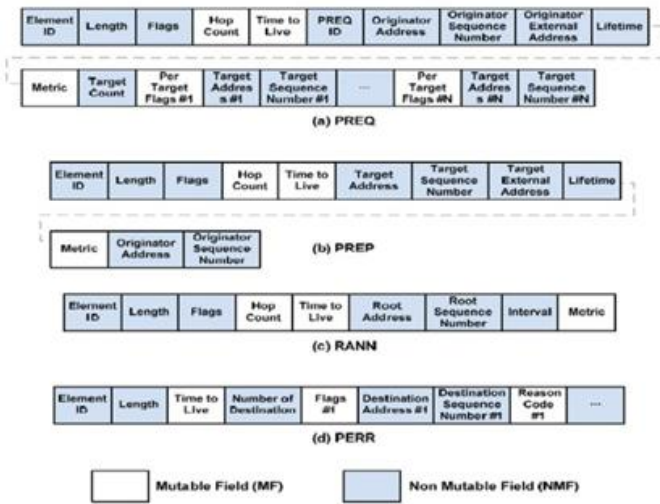 Element ID
Length
Flags
Hop Count
Time to Live
PREQ ID
Originator Address
Originator Sequence Number
Originator External Address
Lifetime
Metric
Target Count
Per Target Flags #1
Target Addres s #1
Target Sequence Number #1
...
Per Target Flags #N
Target Addres s #N
Target Sequence Number #N
(a) PREQ
Element ID
Length
Flags
Hop Count
Time to Live
Target Address
Target Sequence Number
Target External Address
Lifetime
Metric
Originator Address
Originator Sequence Number
(b) PREP
Element ID
Length
Flags
Hop Count
Time to Live
Root Address
Root Sequence Number
Interval
Metric
(c) RANN
Element ID
Length
Time to Live
Number of Destination
Flags #1
Destination Address #1
Destination Sequence Number #1
Reason Code #1
...
(d) PERR
Mutable Field (MF)
Non Mutable Field (NMF)